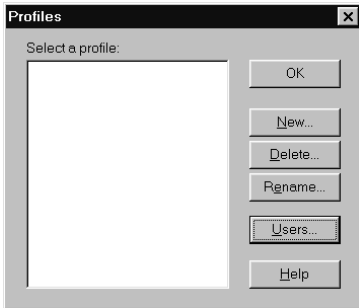 Profiles
Select a profile:
OK
New...
Delete...
Rename...
Users...
Help